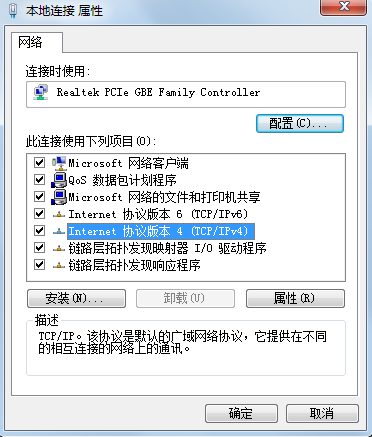 本地连接 属性
网络
连接时使用:
Realtek PCIe GBE Family Controller
配置(C)...
此连接使用下列项目(O):
Microsoft 网络客户端
QoS 数据包计划程序
Microsoft 网络的文件和打印机共享
Internet 协议版本 6 (TCP/IPv6)
Internet 协议版本 4 (TCP/IPv4)
链路层拓扑发现映射器 I/O 驱动程序
链路层拓扑发现响应程序
安装(N)... 卸载(U) 属性(R)
描述
TCP/IP。该协议是默认的广域网络协议，它提供在不同
的相互连接的网络上的通讯。
确定 取消